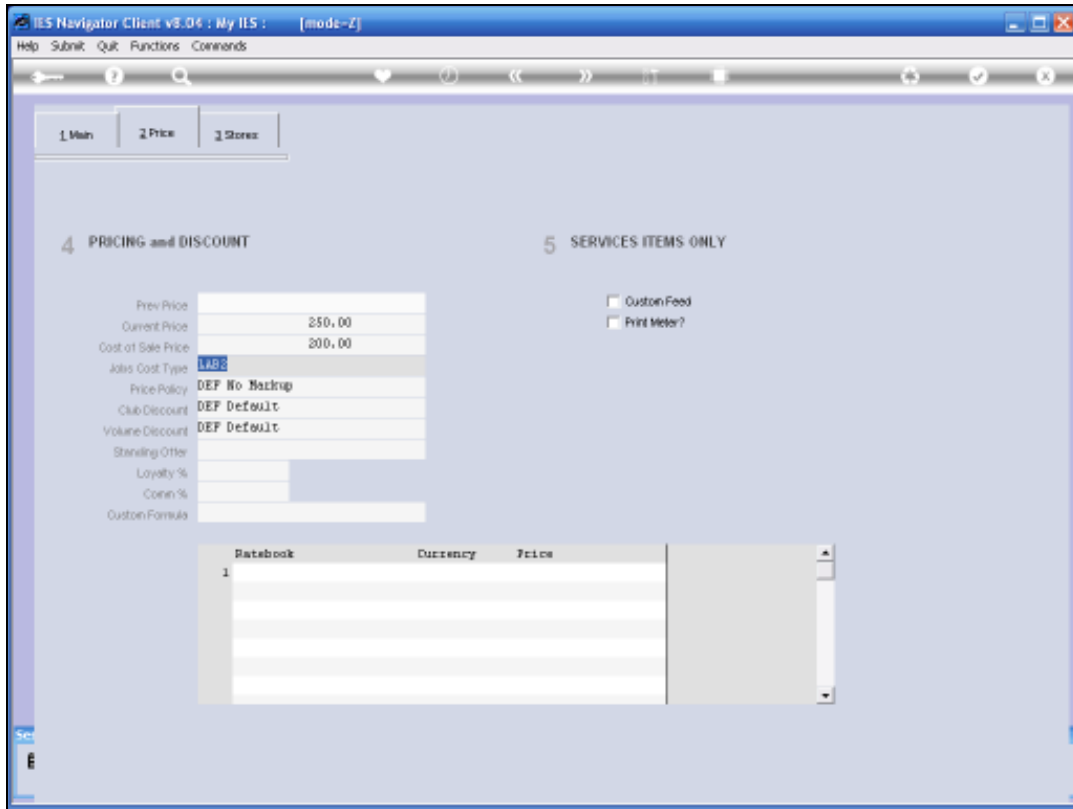 IES Navigator Client v8.04 : My IES : [mode=Z]
Help Submit Quit Functions Commands
1 Main 2 Price 3 Stores
4 PRICING and DISCOUNT
Prev Price
Current Price 250.00
Cost of Sale Price 200.00
Jobs Cost Type LAB2
Price Policy DEF No Markup
Club Discount DEF Default
Volume Discount DEF Default
Standing Offer
Loyalty %
Comm %
Custom Formula
5 SERVICES ITEMS ONLY
Custom Feed
Print Meter?
Ratebook Currency Price
1
Se